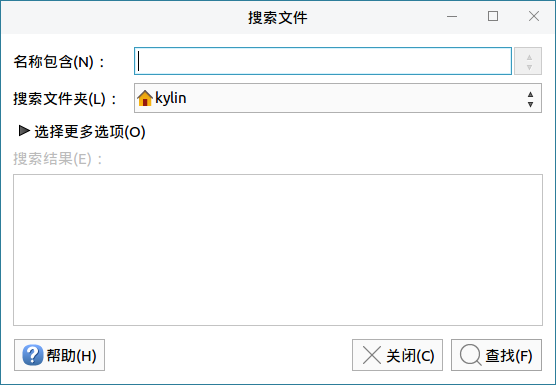 搜索文件
名称包含(N)：
搜索文件夹(L)： kylin
选择更多选项(O)
搜索结果(E)：
帮助(H) 关闭(C) 查找(F)